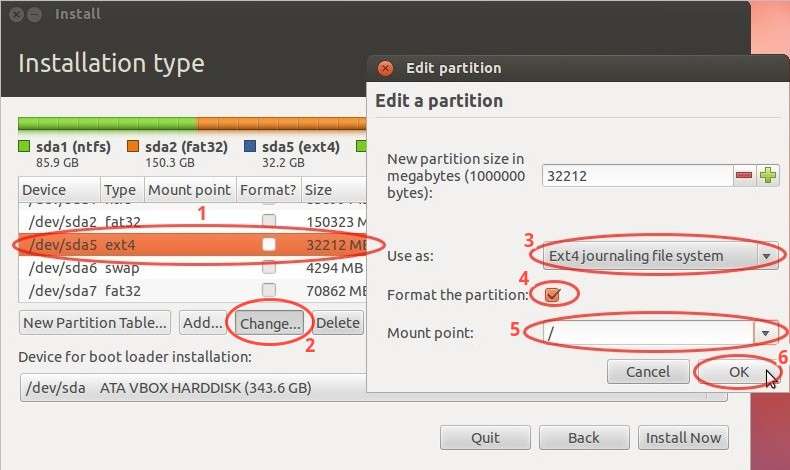 Install
Installation type
sda1 (ntfs) sda2 (fat32) sda5 (ext4)
85.9 GB 150.3 GB 32.2 GB
Device Type Mount point Format? Size
1
/dev/sda2 fat32 150323 M
/dev/sda5 ext4 32212 MB
/dev/sda6 swap 4294 MB
/dev/sda7 fat32 70862 MB
New Partition Table... Add... Change... Delete
2
Device for boot loader installation:
/dev/sda ATA VBOX HARDDISK (343.6 GB)
Quit Back Install Now
Edit partition
Edit a partition
New partition size in
megabytes (1000000
bytes):
32212
3
Use as: Ext4 journaling file system
4
Format the partition:
5
Mount point: /
6
Cancel OK